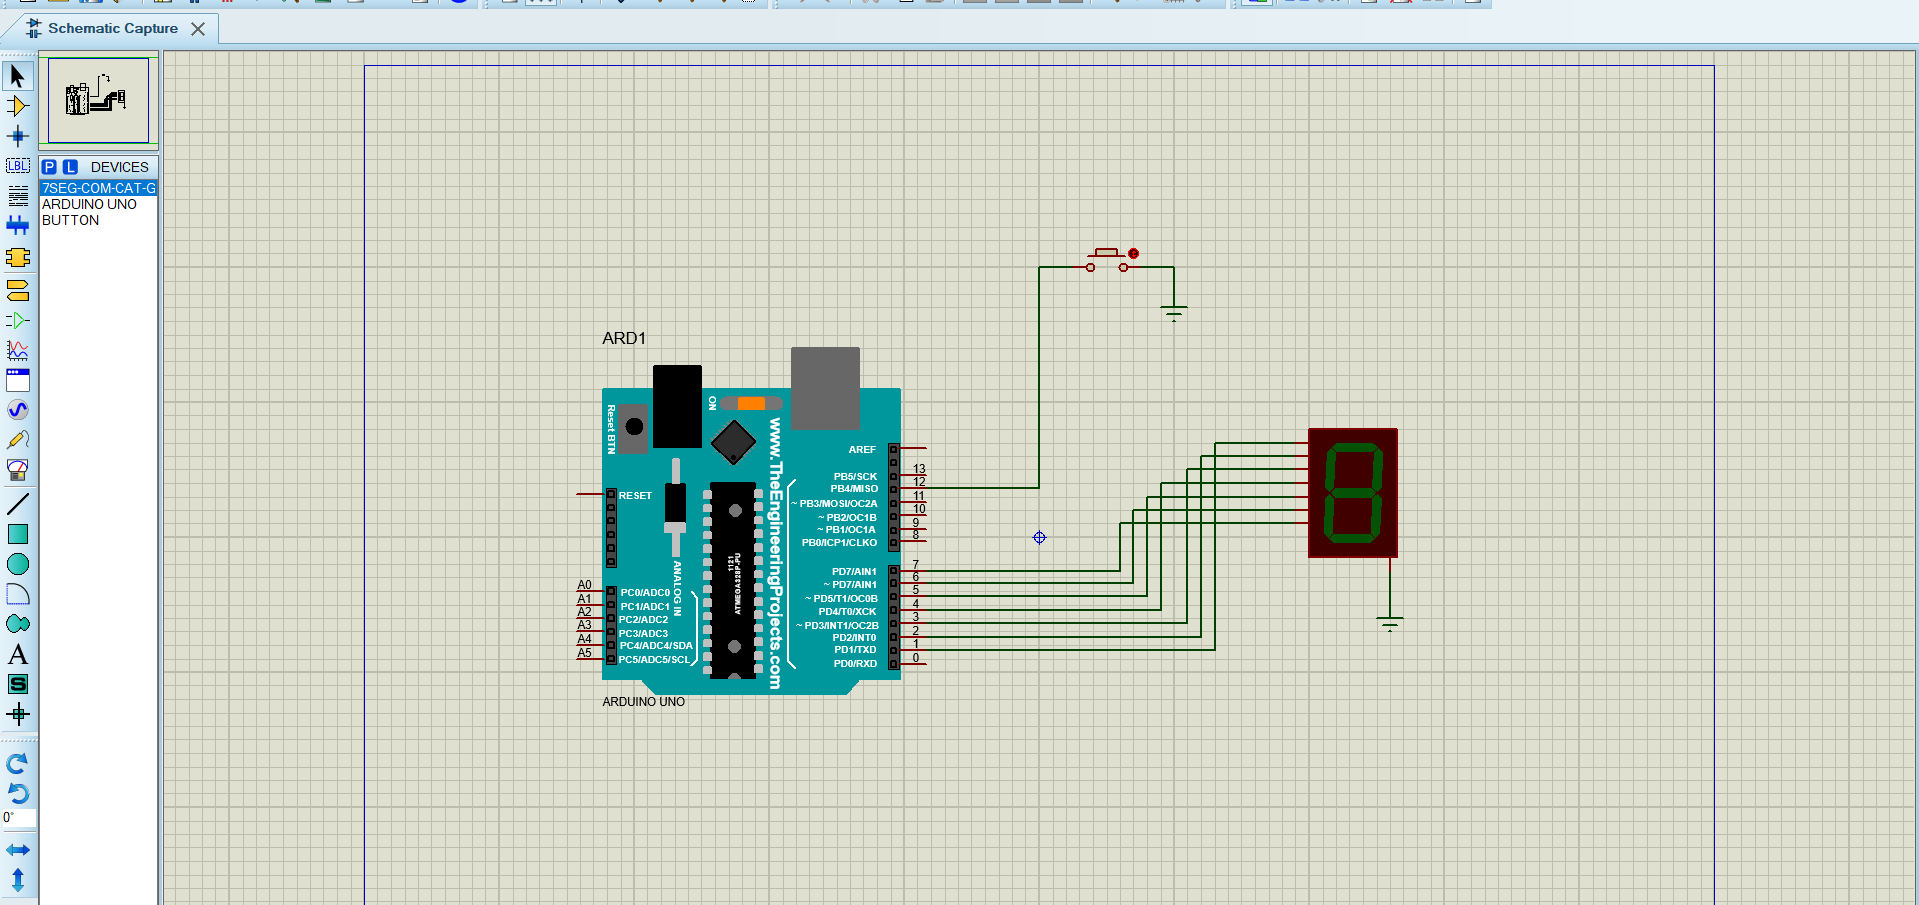 Schematic Capture
LBL
P L DEVICES
7SEG-COM-CAT-G
ARDUINO UNO
BUTTON
A
S
0°
ARD1
ON
Reset BTN
www.TheEngineeringProjects.com
AREF
PB5/SCK 13
PB4/MISO 12
~ PB3/MOSI/OC2A 11
~ PB2/OC1B 10
~ PB1/OC1A 9
PB0/ICP1/CLKO 8
RESET
PD7/AIN1 7
~ PD7/AIN1 6
~ PD5/T1/OC0B 5
PD4/T0/XCK 4
~ PD3/INT1/OC2B 3
PD2/INT0 2
PD1/TXD 1
PD0/RXD 0
A0 PC0/ADC0
A1 PC1/ADC1
A2 PC2/ADC2
A3 PC3/ADC3
A4 PC4/ADC4/SDA
A5 PC5/ADC5/SCL
ANALOG IN
ATMEGA328P-PU
1121
ARDUINO UNO